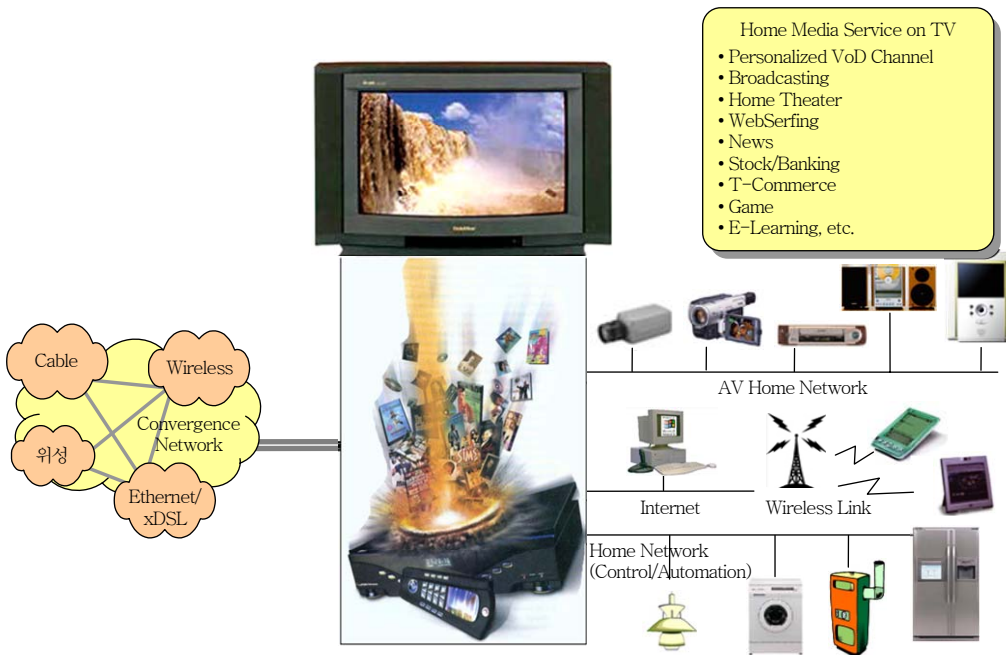 Home Media Service on TV
• Personalized VoD Channel
• Broadcasting
• Home Theater
• WebSerfing
• News
• Stock/Banking
• T-Commerce
• Game
• E-Learning, etc.
Cable
Wireless
Convergence
Network
위성
Ethernet/
xDSL
AV Home Network
Internet
Wireless Link
Home Network
(Control/Automation)